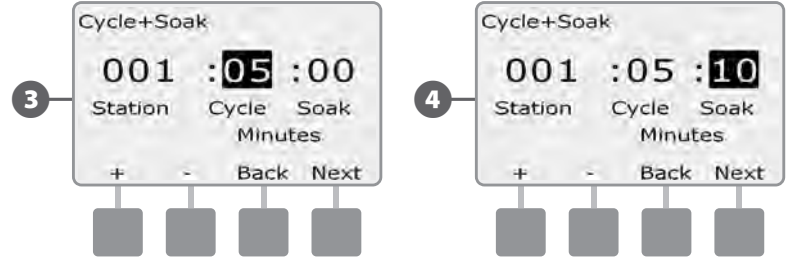 3
Cycle+Soak
001 :05 :00
Station Cycle Soak
Minutes
+ - Back Next
4
Cycle+Soak
001 :05 :10
Station Cycle Soak
Minutes
+ - Back Next